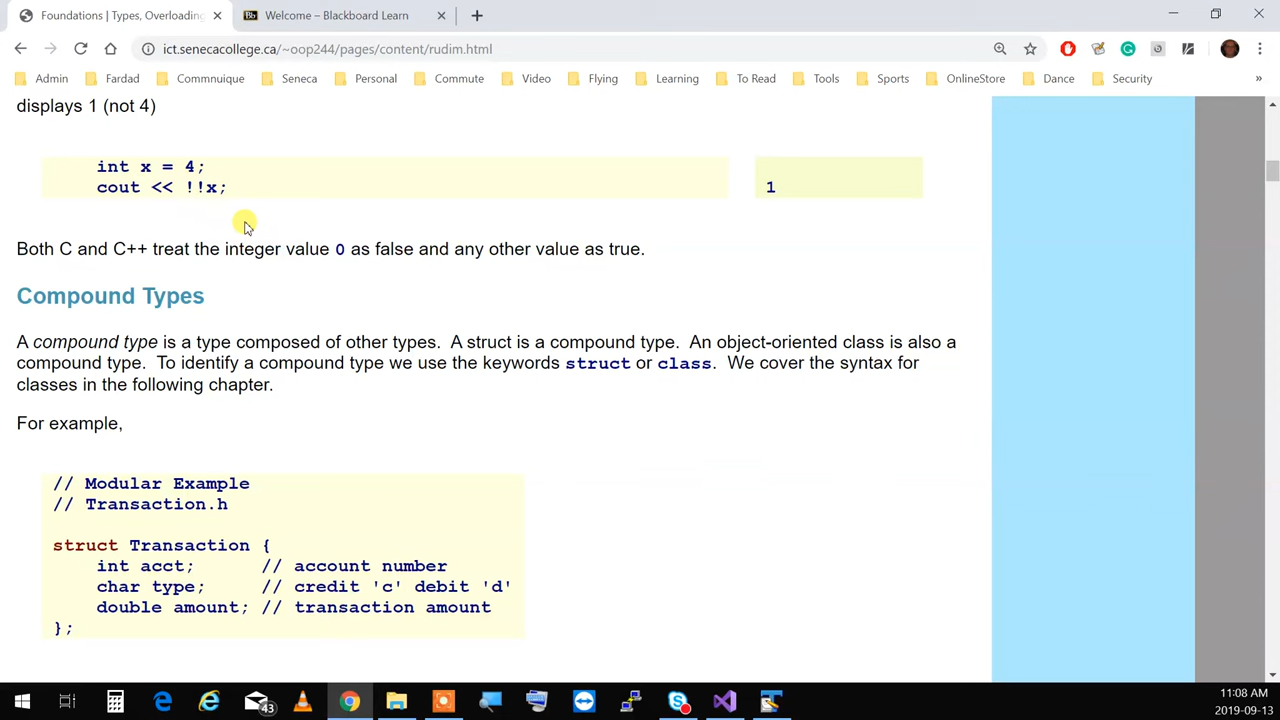 Foundations | Types, Overloading
Welcome – Blackboard Learn
ict.senecacollege.ca/~oop244/pages/content/rudim.html
Admin Fardad Commnuique Seneca Personal Commute Video Flying Learning To Read Tools Sports OnlineStore Dance Security »
displays 1 (not 4)
int x = 4;
cout << !!x;
1
Both C and C++ treat the integer value 0 as false and any other value as true.
Compound Types
A compound type is a type composed of other types. A struct is a compound type. An object-oriented class is also a
compound type. To identify a compound type we use the keywords struct or class. We cover the syntax for
classes in the following chapter.
For example,
// Modular Example
// Transaction.h
struct Transaction {
int acct; // account number
char type; // credit 'c' debit 'd'
double amount; // transaction amount
};
43
11:08 AM
2019-09-13